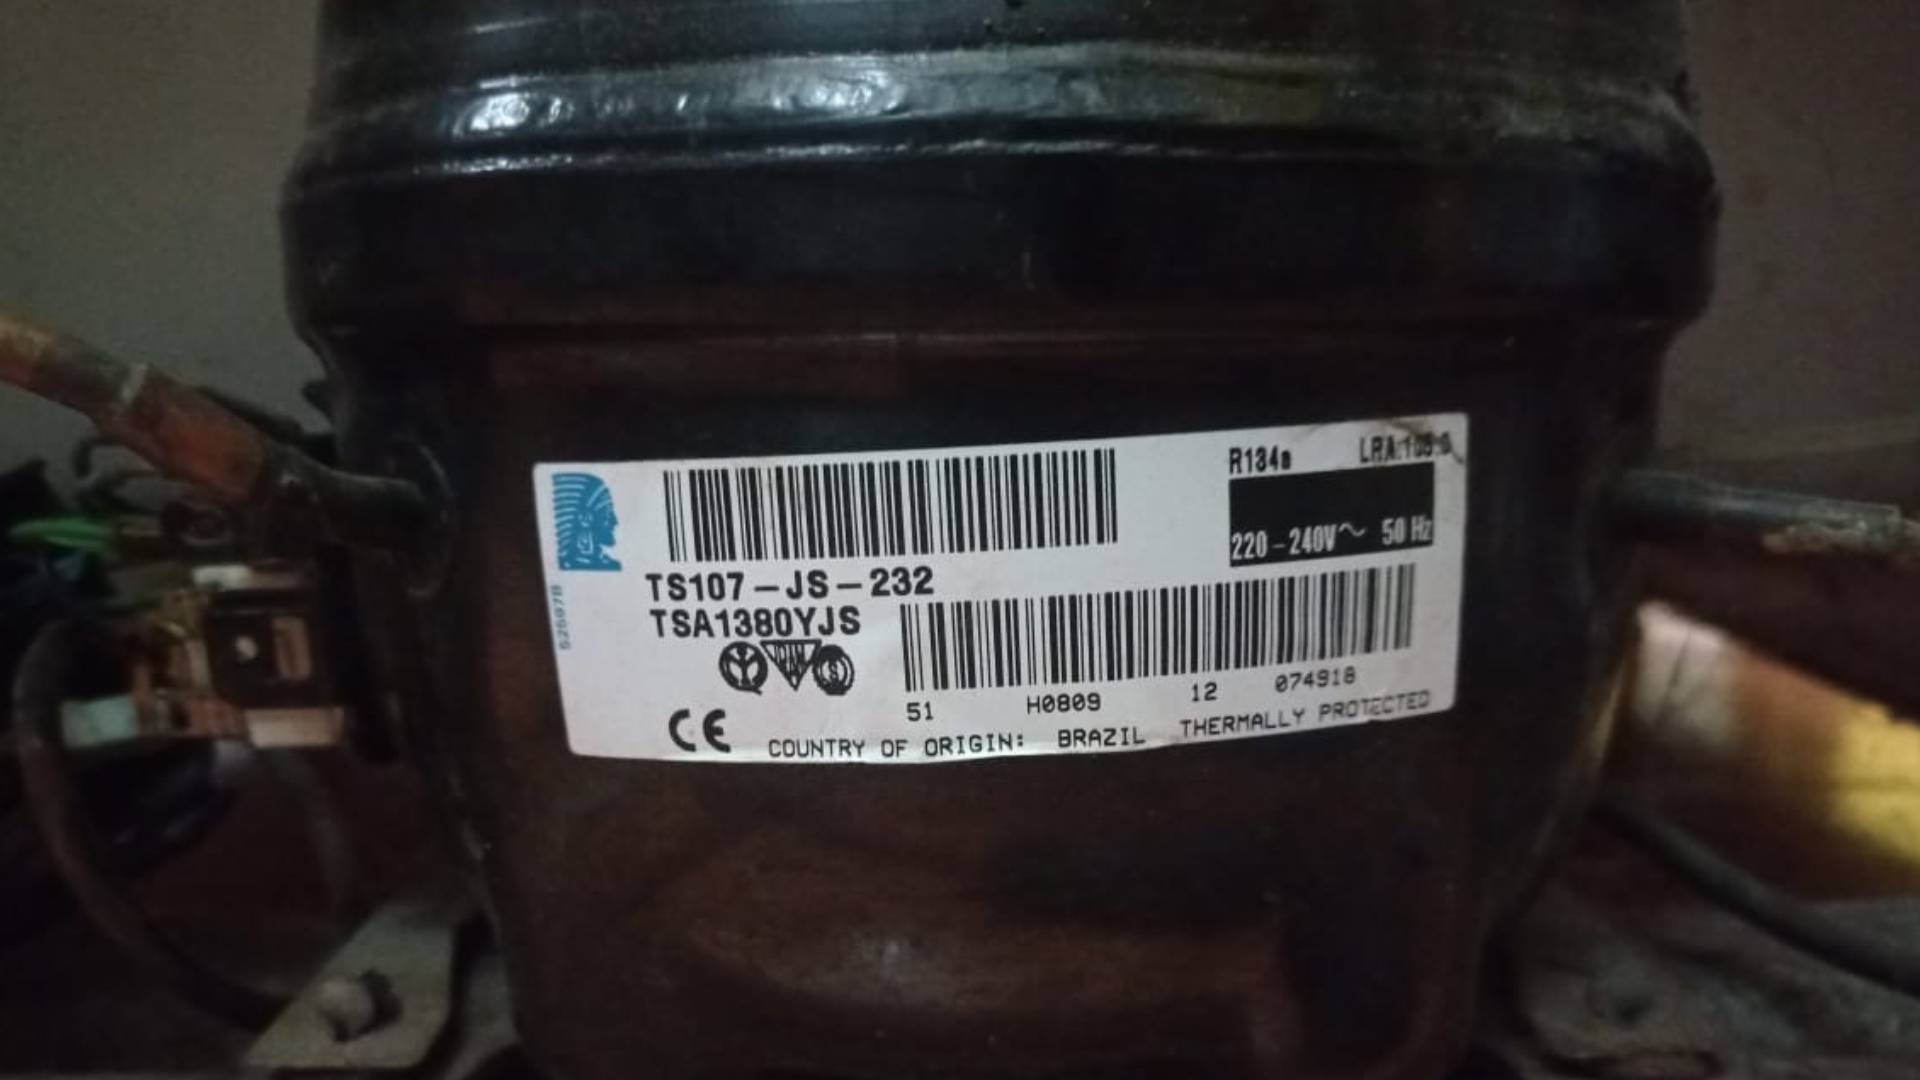 R134a
220-240V~ 50 Hz
TS107-JS-232
TSA1380YJS
51 H0809 12 074918
CE COUNTRY OF ORIGIN: BRAZIL THERMALLY PROTECTED